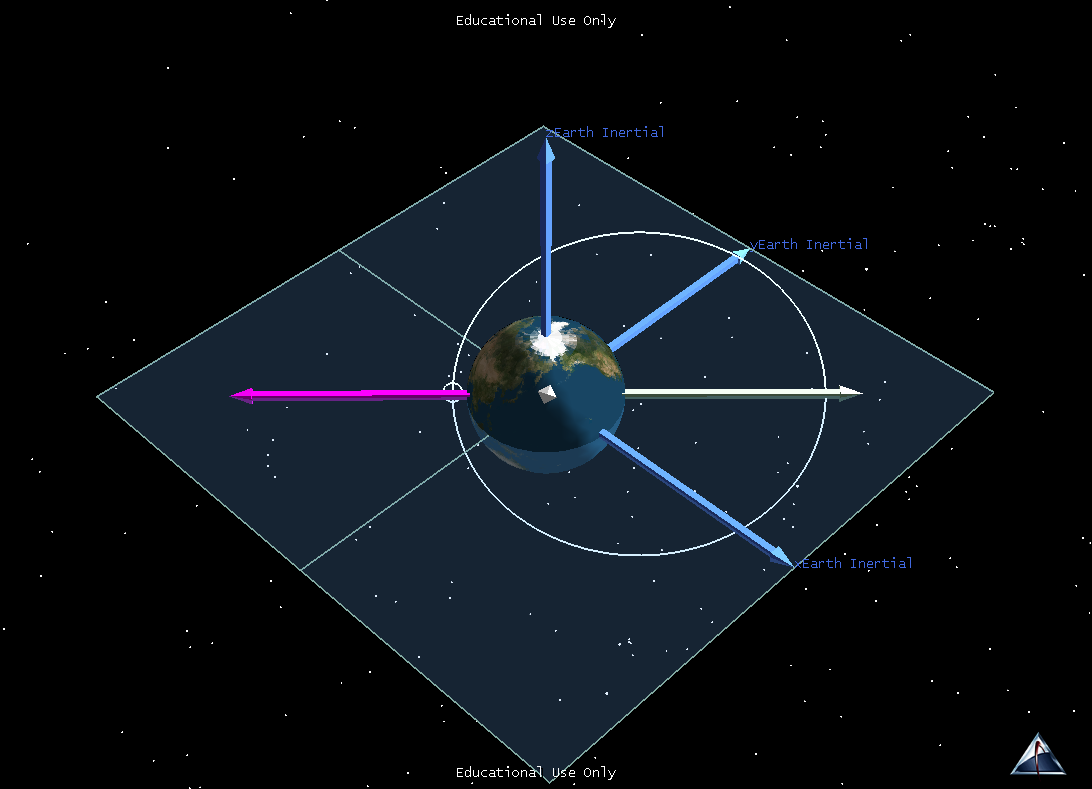 Educational Use Only
zEarth Inertial
yEarth Inertial
xEarth Inertial
Educational Use Only